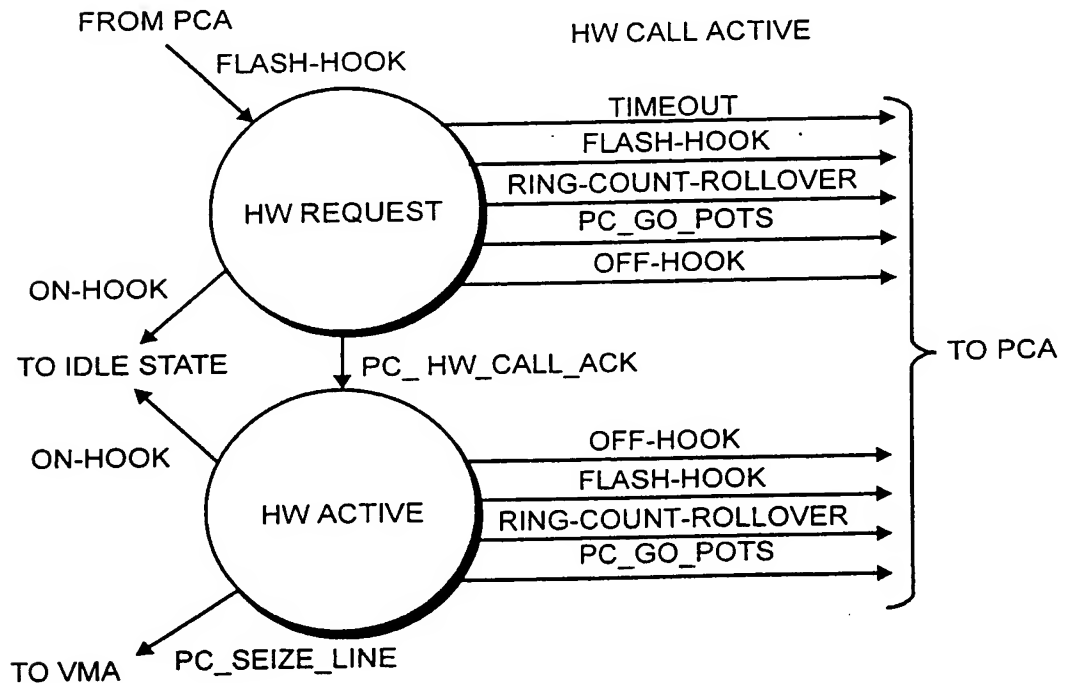 FROM PCA
HW CALL ACTIVE
FLASH-HOOK
TIMEOUT
FLASH-HOOK
RING-COUNT-ROLLOVER
HW REQUEST
PC_GO_POTS
OFF-HOOK
ON-HOOK
TO IDLE STATE
PC_ HW_CALL_ACK
TO PCA
ON-HOOK
OFF-HOOK
FLASH-HOOK
HW ACTIVE
RING-COUNT-ROLLOVER
PC_GO_POTS
TO VMA
PC_SEIZE_LINE